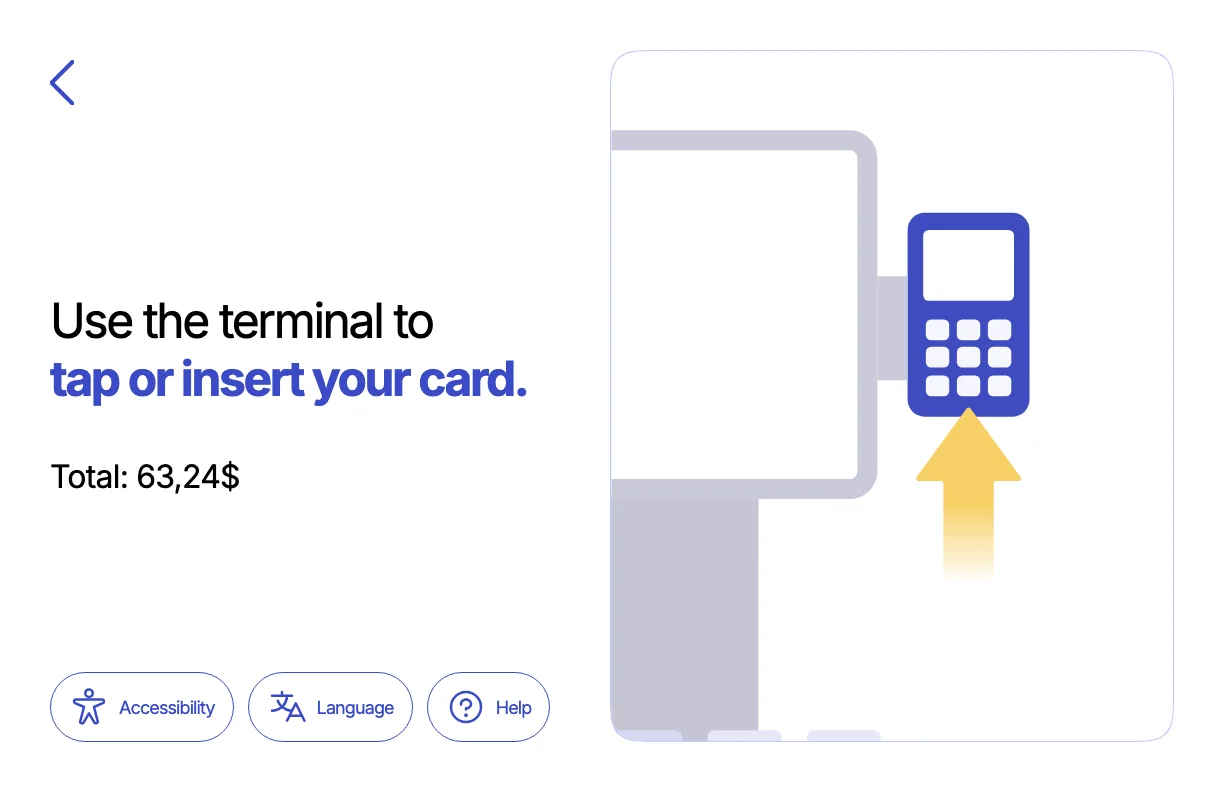 Use the terminal to
tap or insert your card.
Total: 63,24$
Accessibility
Language
Help